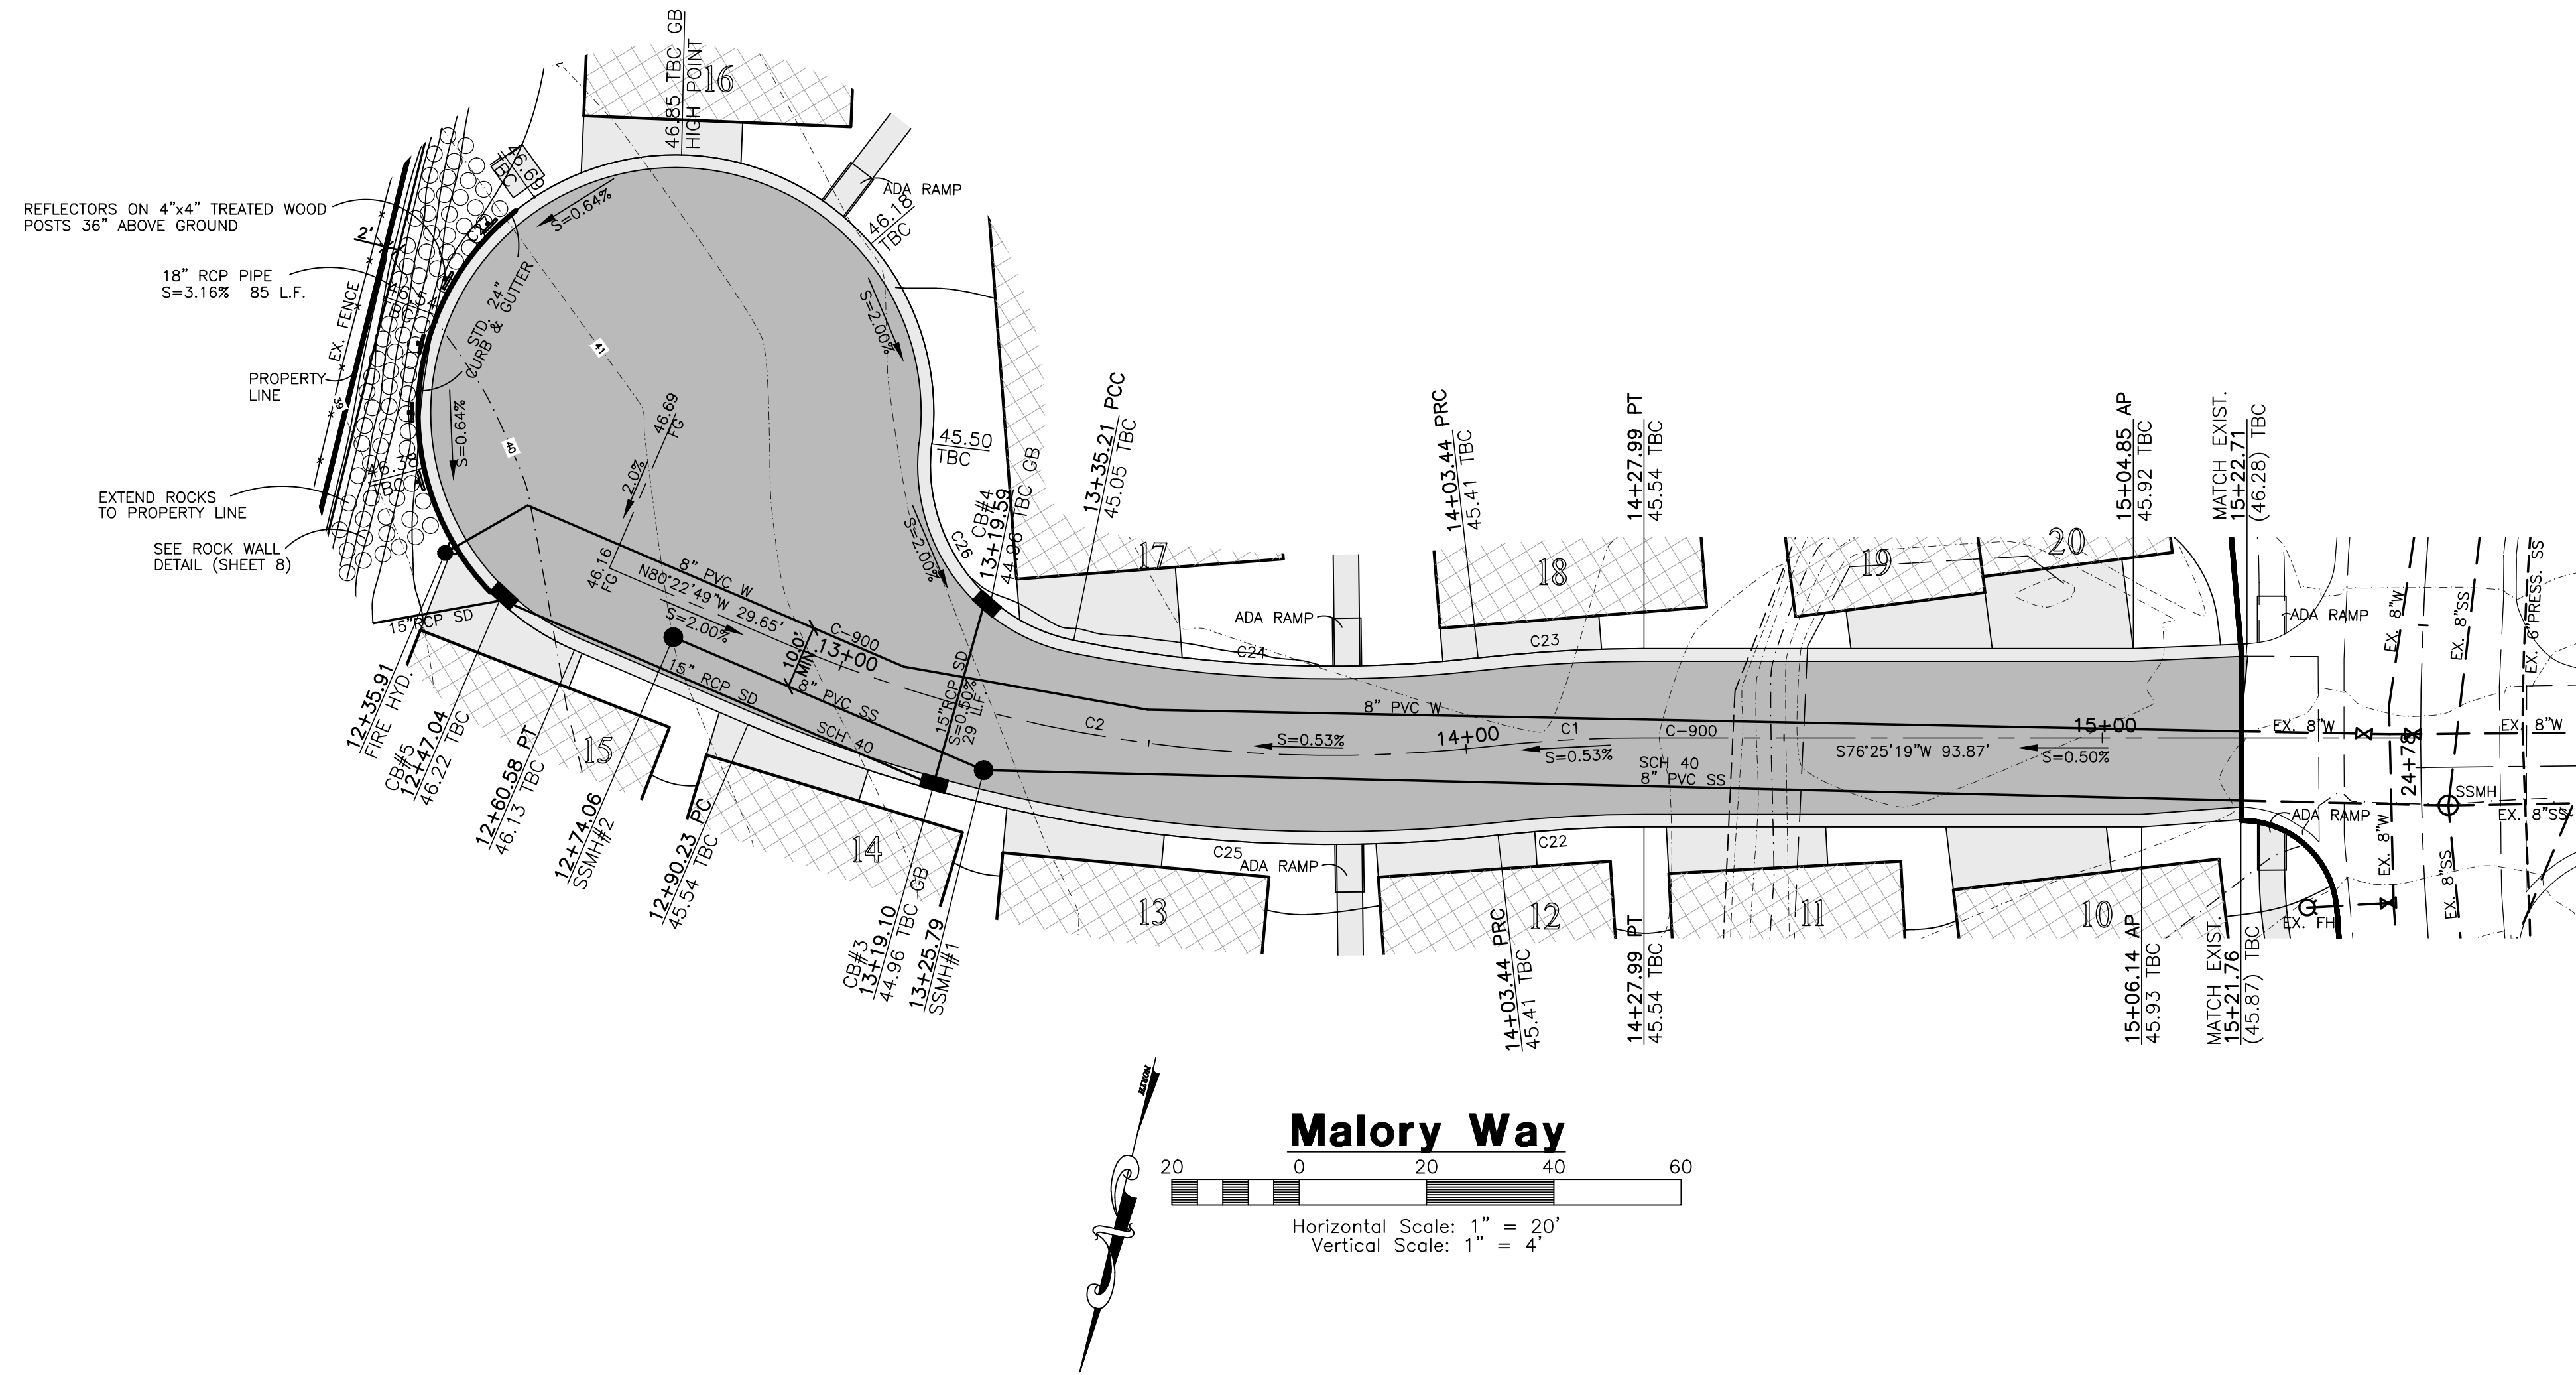 46.85 TBC GB
HIGH POINT
16
46.69
TBC
ADA RAMP
46.18
TBC
REFLECTORS ON 4"x4" TREATED WOOD
POSTS 36" ABOVE GROUND
2'
18" RCP PIPE
S=3.16% 85 L.F.
EX. FENCE
PROPERTY
LINE
39
EXTEND ROCKS
TO PROPERTY LINE
SEE ROCK WALL
DETAIL (SHEET 8)
S=0.64%
STD. 24"
CURB & GUTTER
41
40
S=0.64%
46.38
TBC
46.69
FG
2.0%
46.16
FG
S=2.00%
45.50
TBC
S=2.00%
C26
CB#4
13+19.59
44.96 TBC GB
13+35.21 PCC
45.05 TBC
14+03.44 PRC
45.41 TBC
14+27.99 PT
45.54 TBC
15+04.85 AP
45.92 TBC
MATCH EXIST.
15+22.71
(46.28) TBC
17
18
19
20
8" PVC W
N80°22'49"W 29.65'
S=2.00%
C-900
13+00
10.0'
MIN.
8" PVC SS
15" RCP SD
SCH 40
15"RCP SD
S=0.50%
29 L.F.
15"RCP SD
ADA RAMP
C24
C23
C2
8" PVC W
S=0.53%
14+00
C1
S=0.53%
C-900
SCH 40
8" PVC SS
S76°25'19"W 93.87'
15+00
S=0.50%
ADA RAMP
EX. 8"W
EX. 8"SS
EX. 6"PRESS. SS
EX. 8"W
EX. 8"W
24+78
SSMH
EX. 8"SS
ADA RAMP
EX. 8"W
EX. 8"SS
EX. FH
12+35.91
FIRE HYD.
CB#5
12+47.04
46.22 TBC
12+60.58 PT
46.13 TBC
15
12+74.06
SSMH#2
12+90.23 PC
45.54 TBC
14
CB#3
13+19.10
44.96 TBC GB
13+25.79
SSMH#1
C25
ADA RAMP
C22
13
12
11
10
14+03.44 PRC
45.41 TBC
14+27.99 PT
45.54 TBC
15+06.14 AP
45.93 TBC
MATCH EXIST.
15+21.76
(45.87) TBC
NORTH
Malory Way
20 0 20 40 60
Horizontal Scale: 1" = 20'
Vertical Scale: 1" = 4'